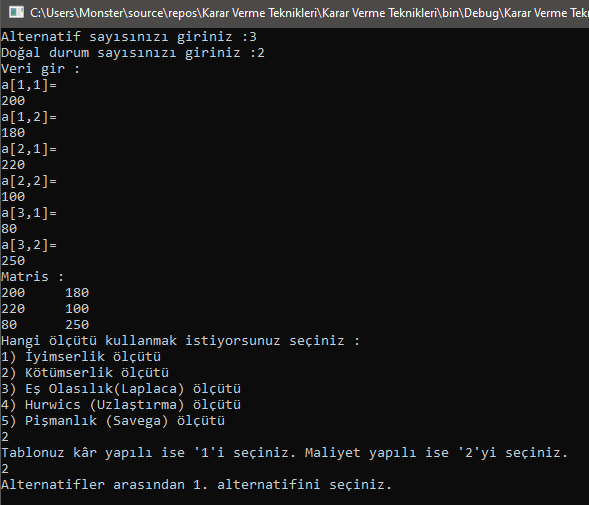 C:\Users\Monster\source\repos\Karar Verme Teknikleri\Karar Verme Teknikleri\bin\Debug\Karar Verme Tekn
Alternatif sayısınızı giriniz :3
Doğal durum sayısınızı giriniz :2
Veri gir :
a[1,1]=
200
a[1,2]=
180
a[2,1]=
220
a[2,2]=
100
a[3,1]=
80
a[3,2]=
250
Matris :
200 180
220 100
80 250
Hangi ölçütü kullanmak istiyorsunuz seçiniz :
1) İyimserlik ölçütü
2) Kötümserlik ölçütü
3) Eş Olasılık(Laplaca) ölçütü
4) Hurwics (Uzlaştırma) ölçütü
5) Pişmanlık (Savega) ölçütü
2
Tablonuz kâr yapılı ise '1'i seçiniz. Maliyet yapılı ise '2'yi seçiniz.
2
Alternatifler arasından 1. alternatifini seçiniz.